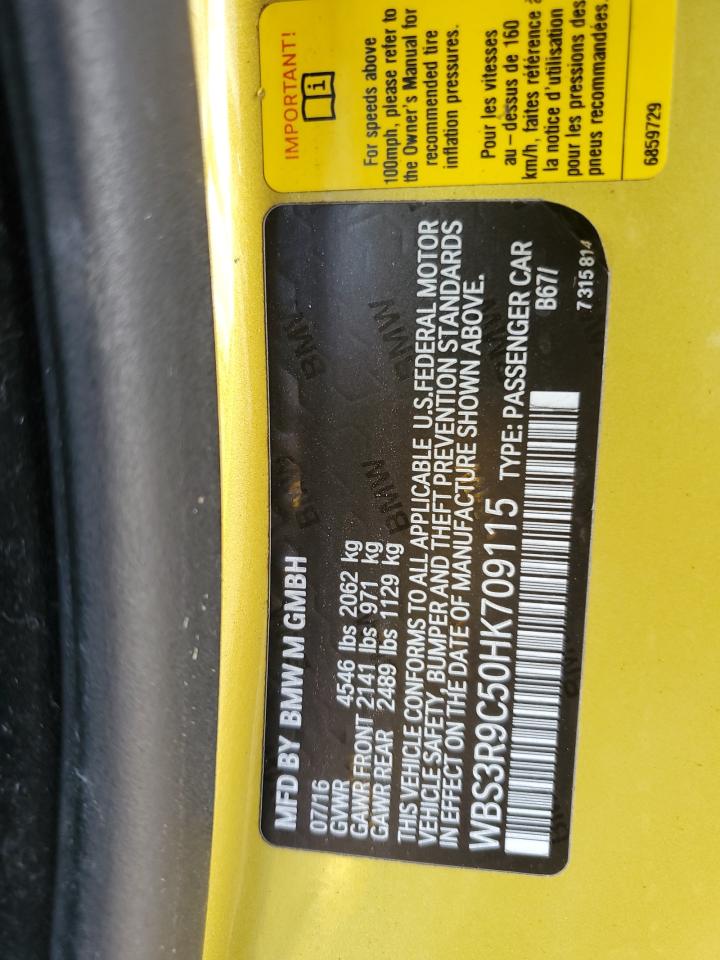 MFD BY BMW M GMBH
07/16
GVWR 4546 lbs 2062 kg
GAWR FRONT 2141 lbs 971 kg
GAWR REAR 2489 lbs 1129 kg
THIS VEHICLE CONFORMS TO ALL APPLICABLE U.S.FEDERAL MOTOR
VEHICLE SAFETY, BUMPER AND THEFT PREVENTION STANDARDS
IN EFFECT ON THE DATE OF MANUFACTURE SHOWN ABOVE.
WBS3R9C50HK709115 TYPE: PASSENGER CAR
B67/
7 315 814
BMW
BMW
BMW
BMW
IMPORTANT!
i
For speeds above
100mph, please refer to
the Owner's Manual for
recommended tire
inflation pressures.
Pour les vitesses
au - dessus de 160
km/h, faites référence à
la notice d'utilisation
pour les pressions des
pneus recommandées.
6859729